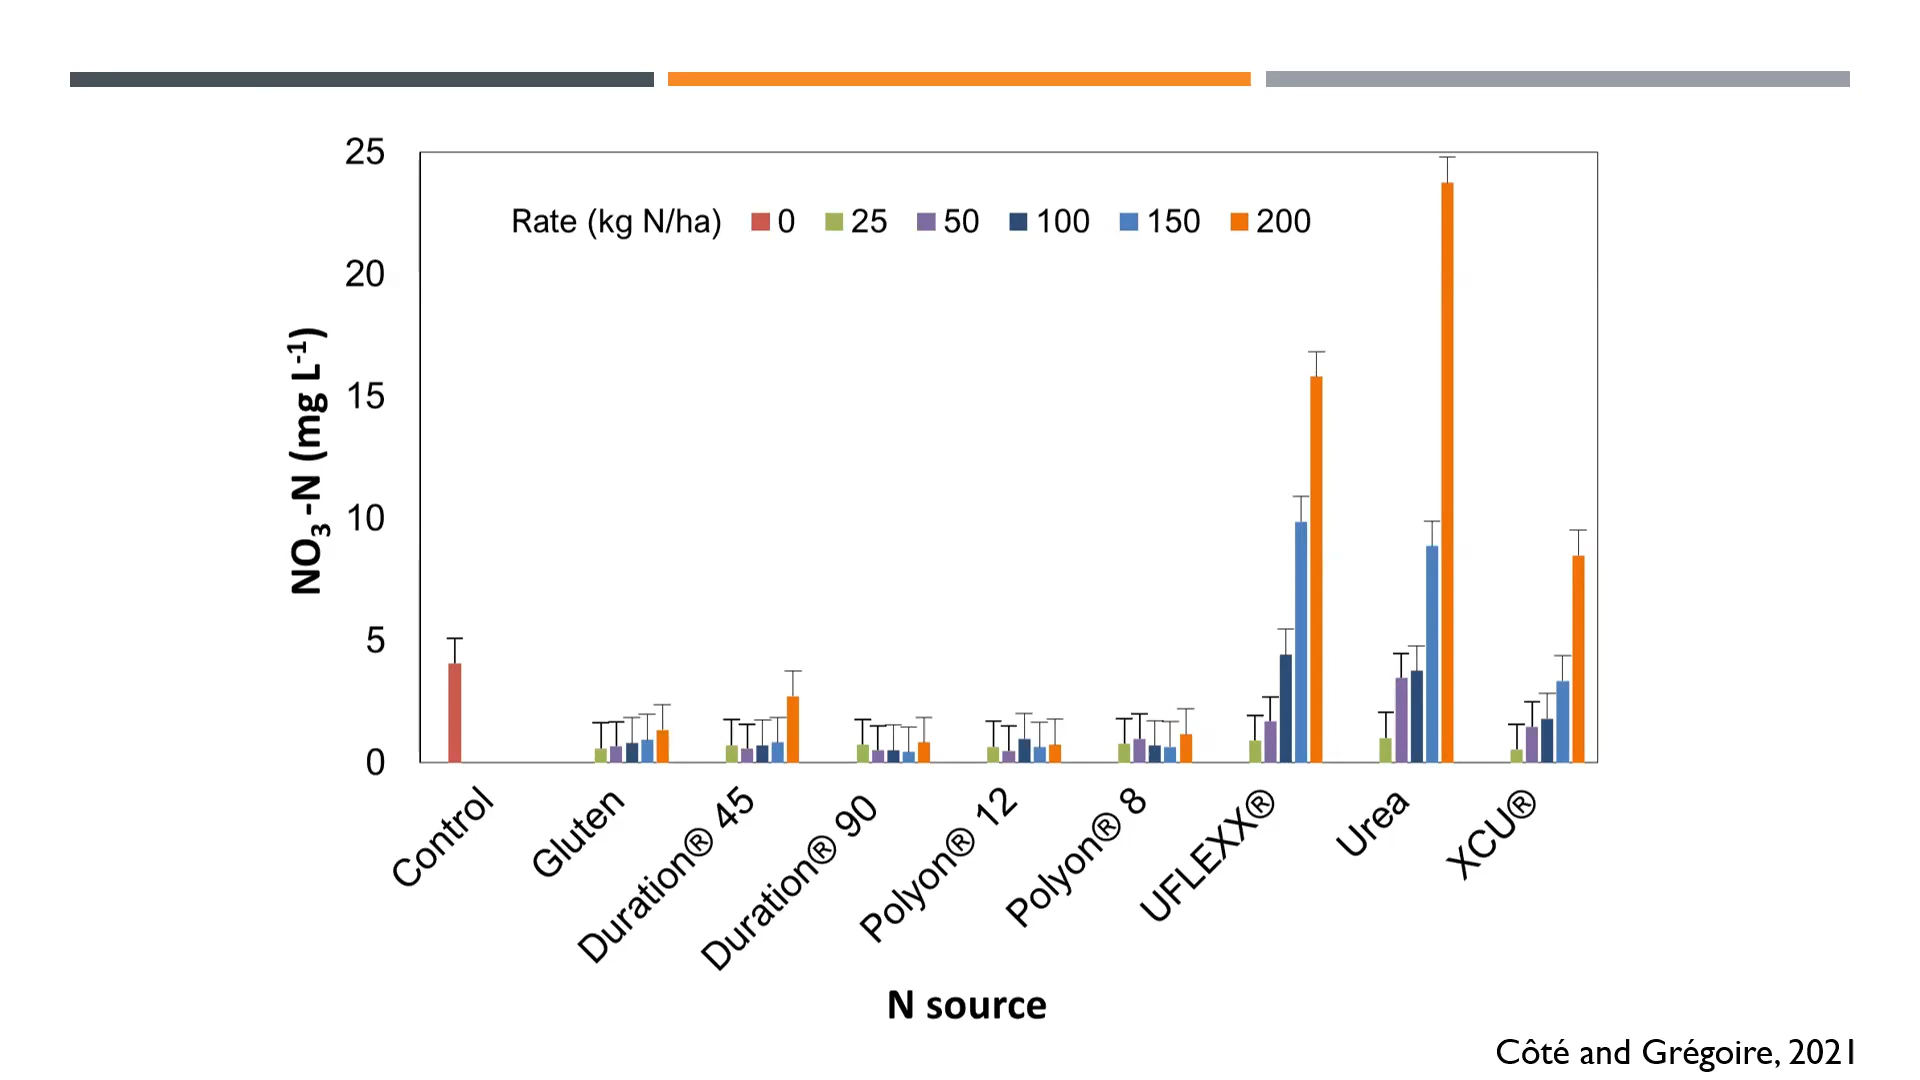 25
Rate (kg N/ha) 0 25 50 100 150 200
20
15
10
5
0
NO₃-N (mg L⁻¹)
Control
Gluten
Duration® 45
Duration® 90
Polyon® 12
Polyon® 8
UFLEXX®
Urea
XCU®
N source
Côté and Grégoire, 2021